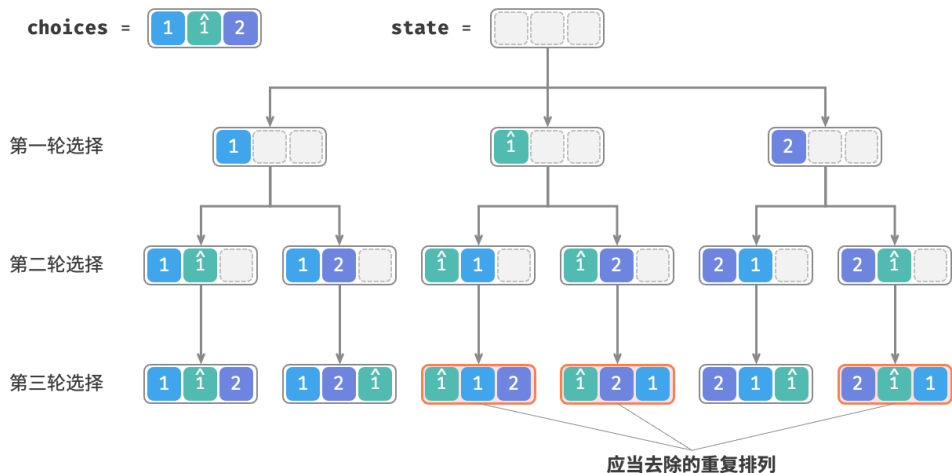 choices = 1 1̂ 2
state =
第一轮选择
1
1̂
2
第二轮选择
1 1̂
1 2
1̂ 1
1̂ 2
2 1
2 1̂
第三轮选择
1 1̂ 2
1 2 1̂
1̂ 1 2
1̂ 2 1
2 1 1̂
2 1̂ 1
应当去除的重复排列